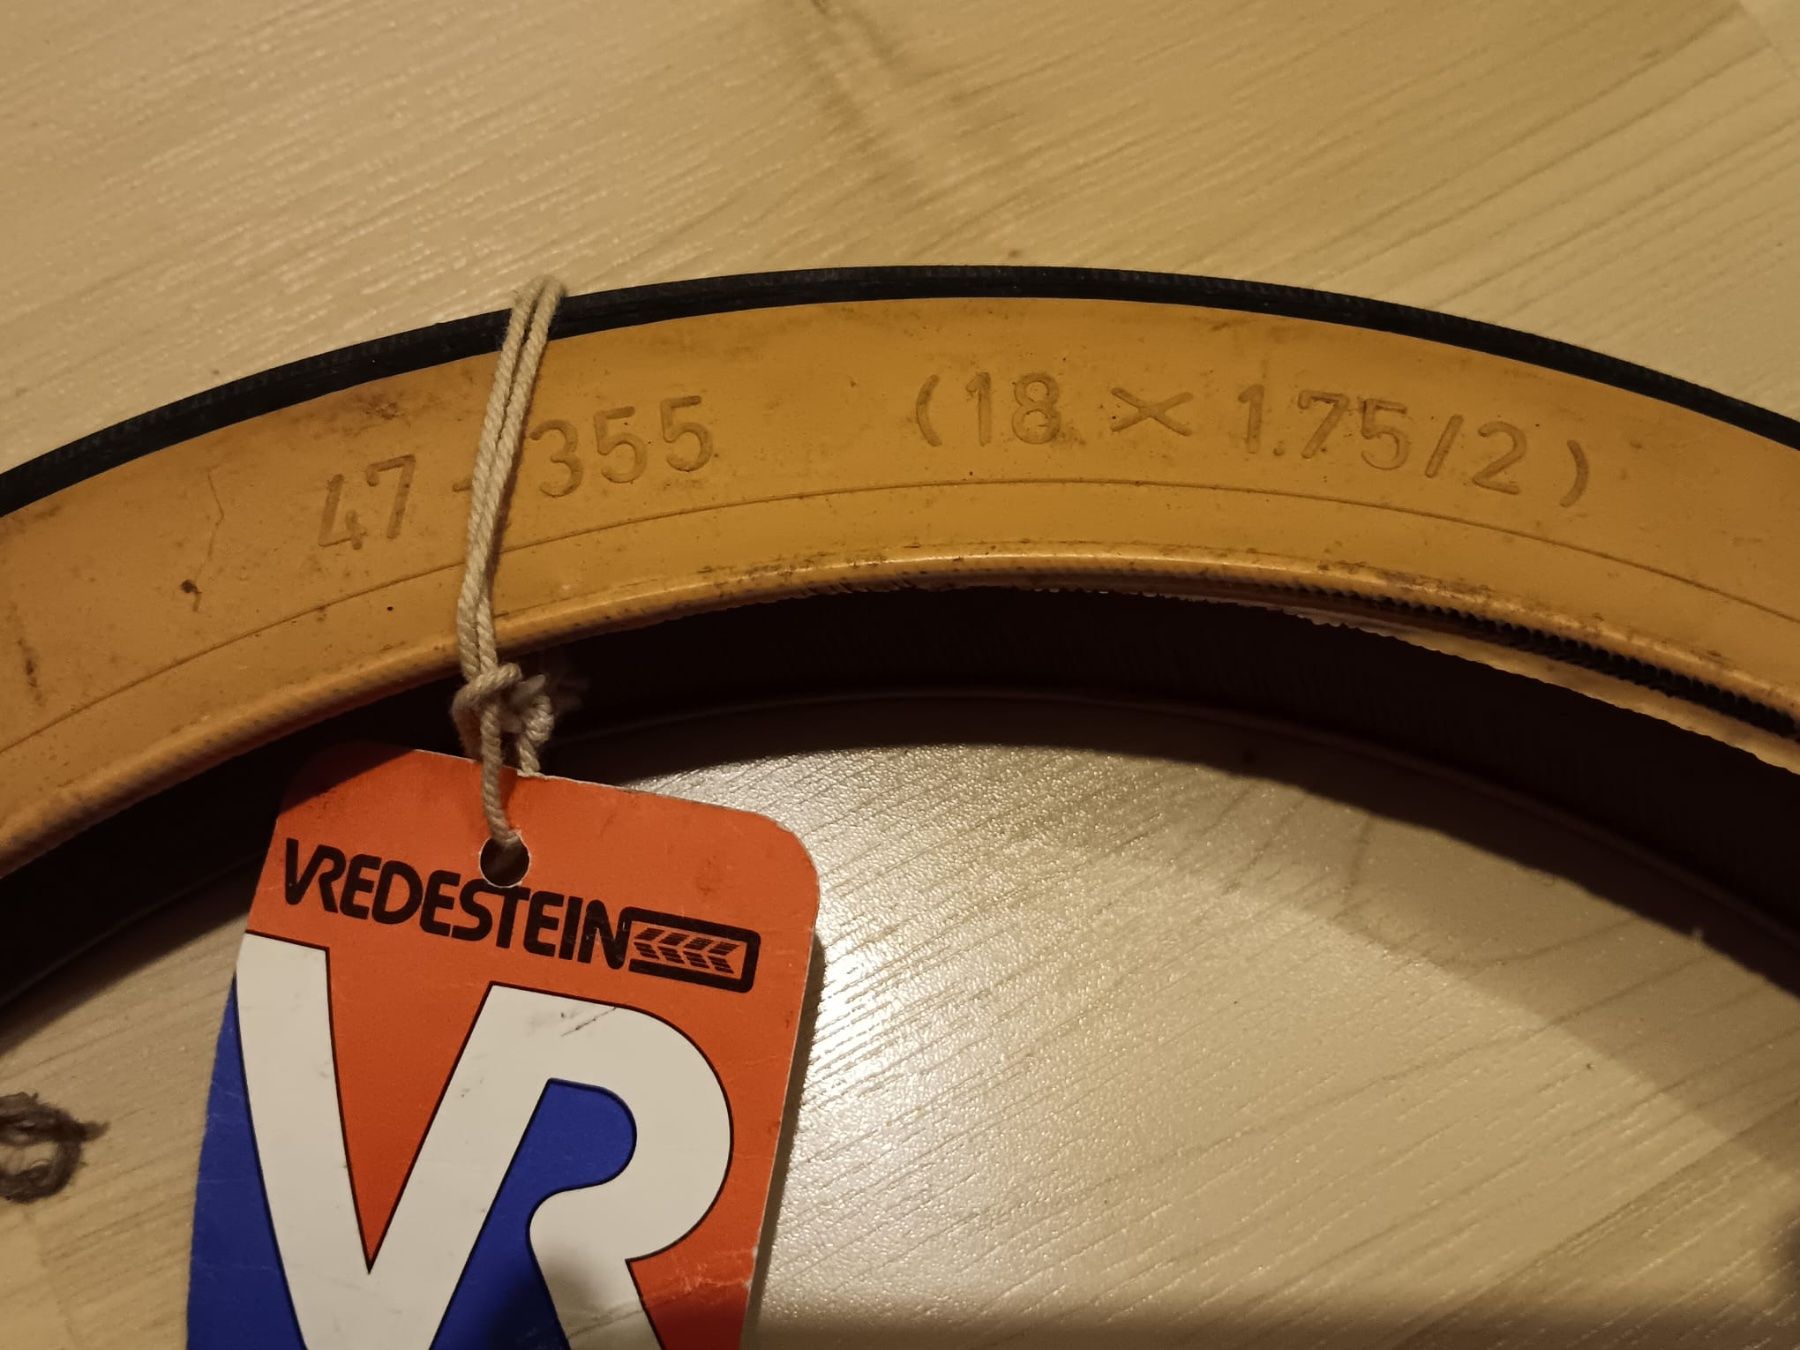 47 - 355 (18 × 1.75/2)
VREDESTEIN
VR